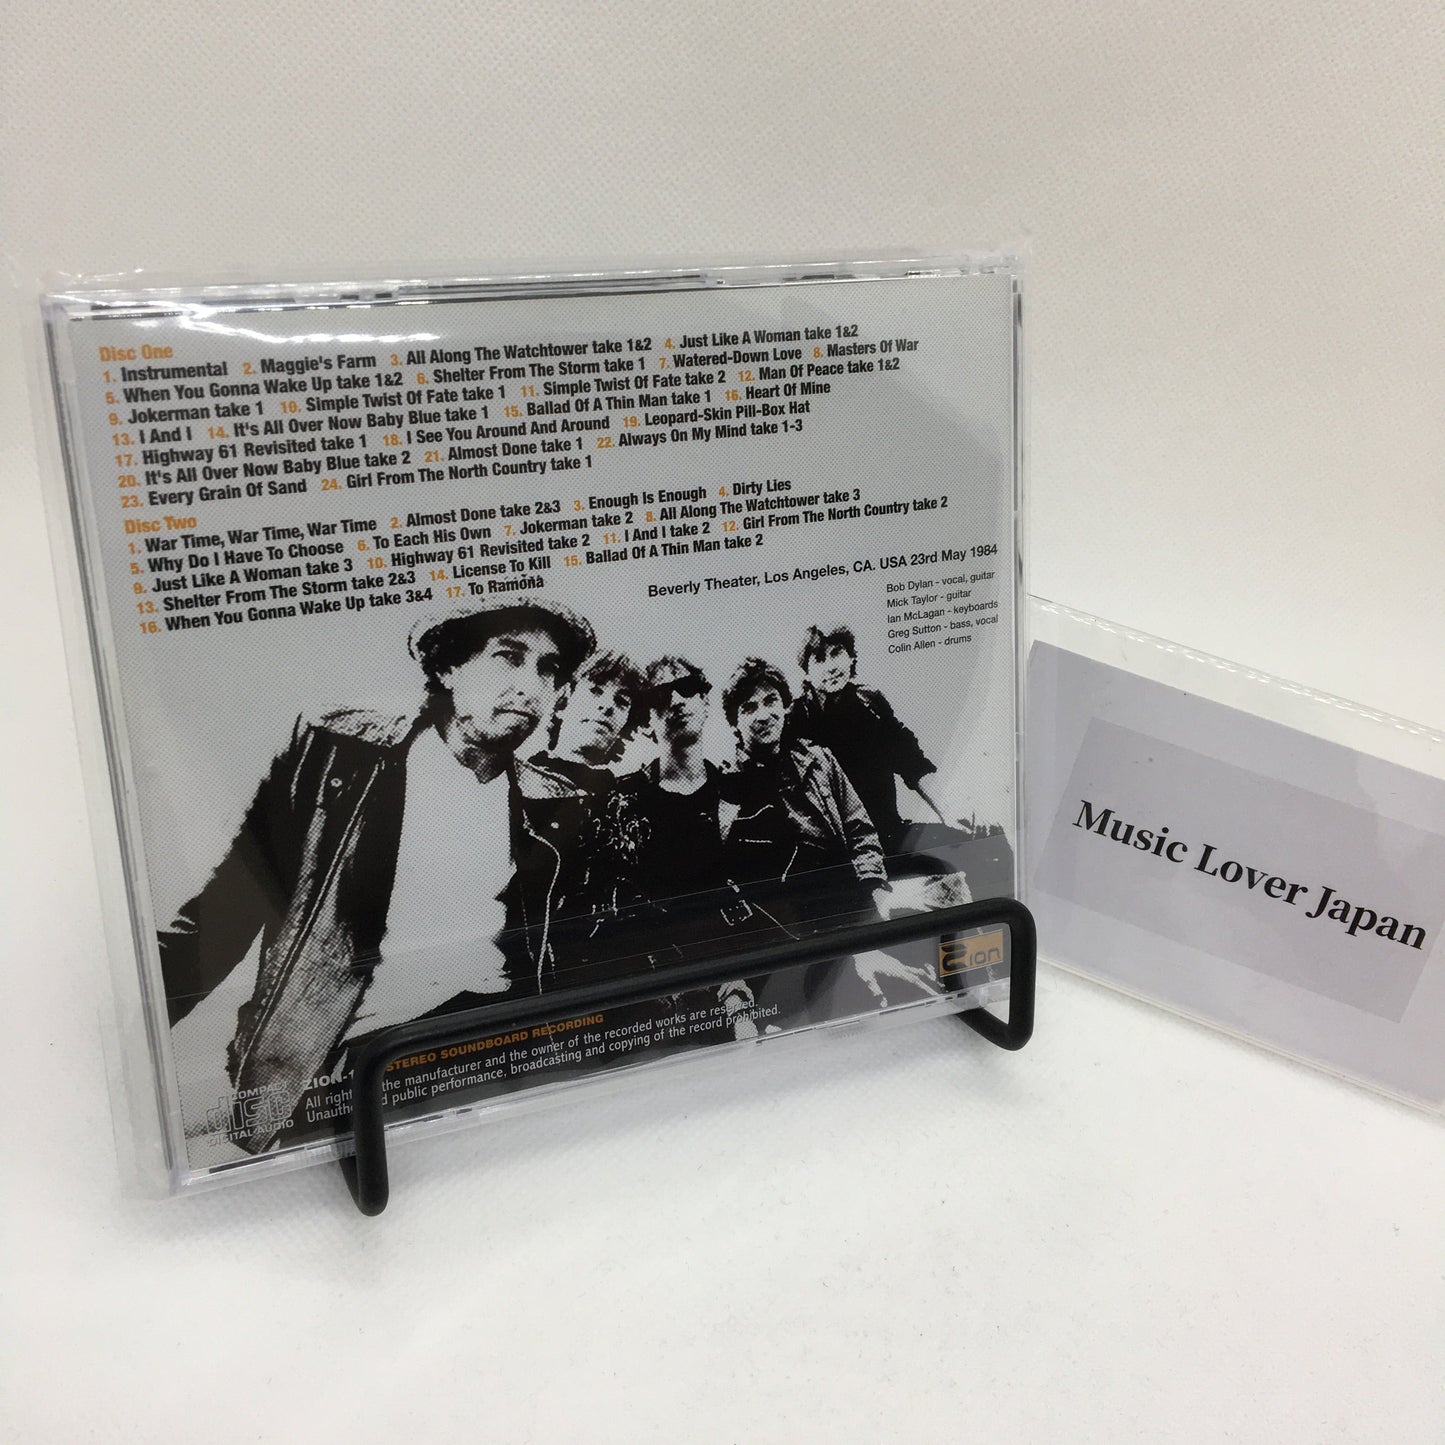 Disc One
1. Instrumental 2. Maggie's Farm 3. All Along The Watchtower take 1&2 4. Just Like A Woman take 1&2
5. When You Gonna Wake Up take 1&2 6. Shelter From The Storm take 1 7. Watered-Down Love 8. Masters Of War
9. Jokerman take 1 10. Simple Twist Of Fate take 1 11. Simple Twist Of Fate take 2 12. Man Of Peace take 1&2
13. I And I 14. It's All Over Now Baby Blue take 1 15. Ballad Of A Thin Man take 1 16. Heart Of Mine
17. Highway 61 Revisited take 1 18. I See You Around And Around 19. Leopard-Skin Pill-Box Hat
20. It's All Over Now Baby Blue take 2 21. Almost Done take 1 22. Always On My Mind take 1-3
23. Every Grain Of Sand 24. Girl From The North Country take 1
Disc Two
1. War Time, War Time, War Time 2. Almost Done take 2&3 3. Enough Is Enough 4. Dirty Lies
5. Why Do I Have To Choose 6. To Each His Own 7. Jokerman take 2 8. All Along The Watchtower take 3
9. Just Like A Woman take 3 10. Highway 61 Revisited take 2 11. I And I take 2 12. Girl From The North Country take 2
13. Shelter From The Storm take 2&3 14. License To Kill 15. Ballad Of A Thin Man take 2
16. When You Gonna Wake Up take 3&4 17. To Ramona
Beverly Theater, Los Angeles, CA. USA 23rd May 1984
Bob Dylan - vocal, guitar
Mick Taylor - guitar
Ian McLagan - keyboards
Greg Sutton - bass, vocal
Colin Allen - drums
Zion
STEREO SOUNDBOARD RECORDING
All the manufacturer and the owner of the recorded works are reserved.
public performance, broadcasting and copying of the record prohibited.
COMPACT
disc
DIGITAL AUDIO
Music Lover Japan